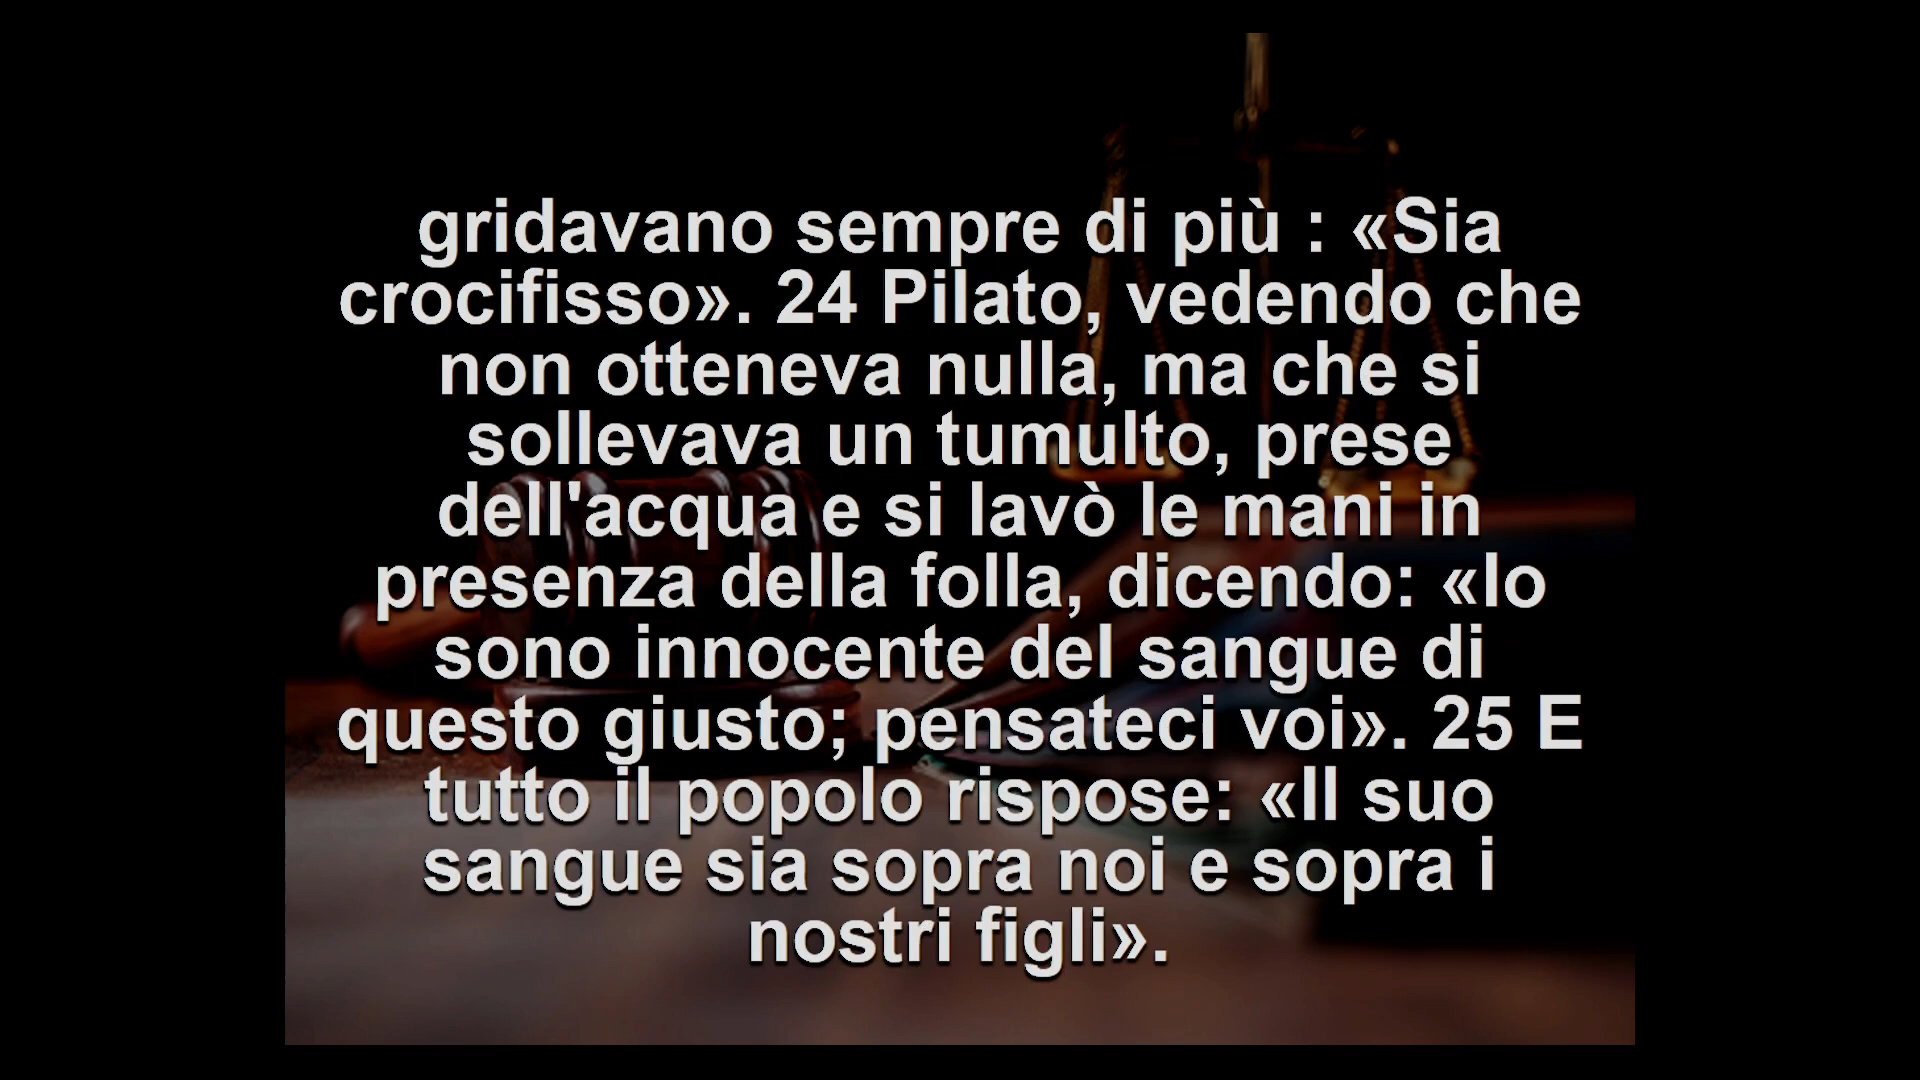 gridavano sempre di più : «Sia
crocifisso». 24 Pilato, vedendo che
non otteneva nulla, ma che si
sollevava un tumulto, prese
dell'acqua e si lavò le mani in
presenza della folla, dicendo: «Io
sono innocente del sangue di
questo giusto; pensateci voi». 25 E
tutto il popolo rispose: «Il suo
sangue sia sopra noi e sopra i
nostri figli».